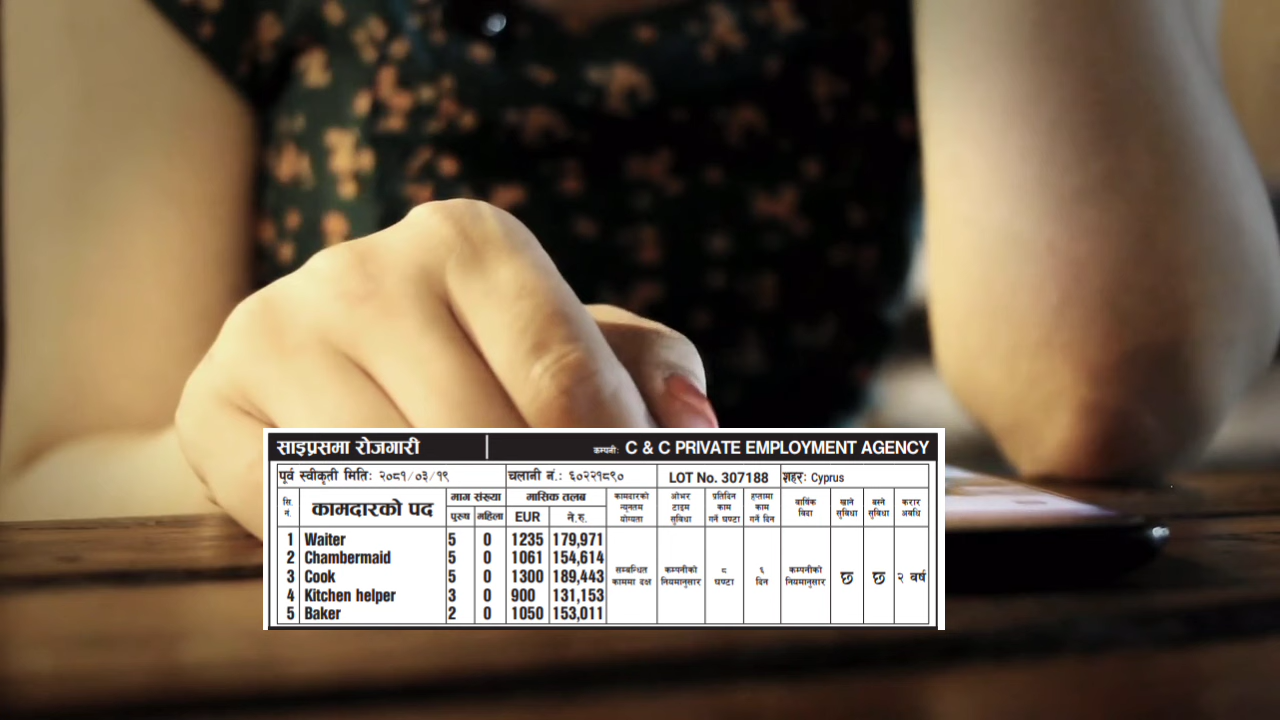 साइप्रसमा रोजगारी
कम्पनीः C & C PRIVATE EMPLOYMENT AGENCY
पूर्व स्वीकृती मितिः २०८१/०३/१९ चलानी नं.: ६०२२१८९० LOT No. 307188 शहरः Cyprus
सि. नं. कामदारको पद माग संख्या पुरुष महिला मासिक तलब EUR ने.रु. कामदारको न्यूनतम योग्यता ओभर टाइम सुविधा प्रतिदिन काम गर्ने घण्टा हप्तामा काम गर्ने दिन वार्षिक विदा खाने सुविधा बस्ने सुविधा करार अवधि
1 Waiter 5 0 1235 179,971
2 Chambermaid 5 0 1061 154,614
3 Cook 5 0 1300 189,443
4 Kitchen helper 3 0 900 131,153
5 Baker 2 0 1050 153,011
सम्बन्धित काममा दक्ष कम्पनीको नियमानुसार ८ घण्टा ६ दिन कम्पनीको नियमानुसार छ छ २ वर्ष